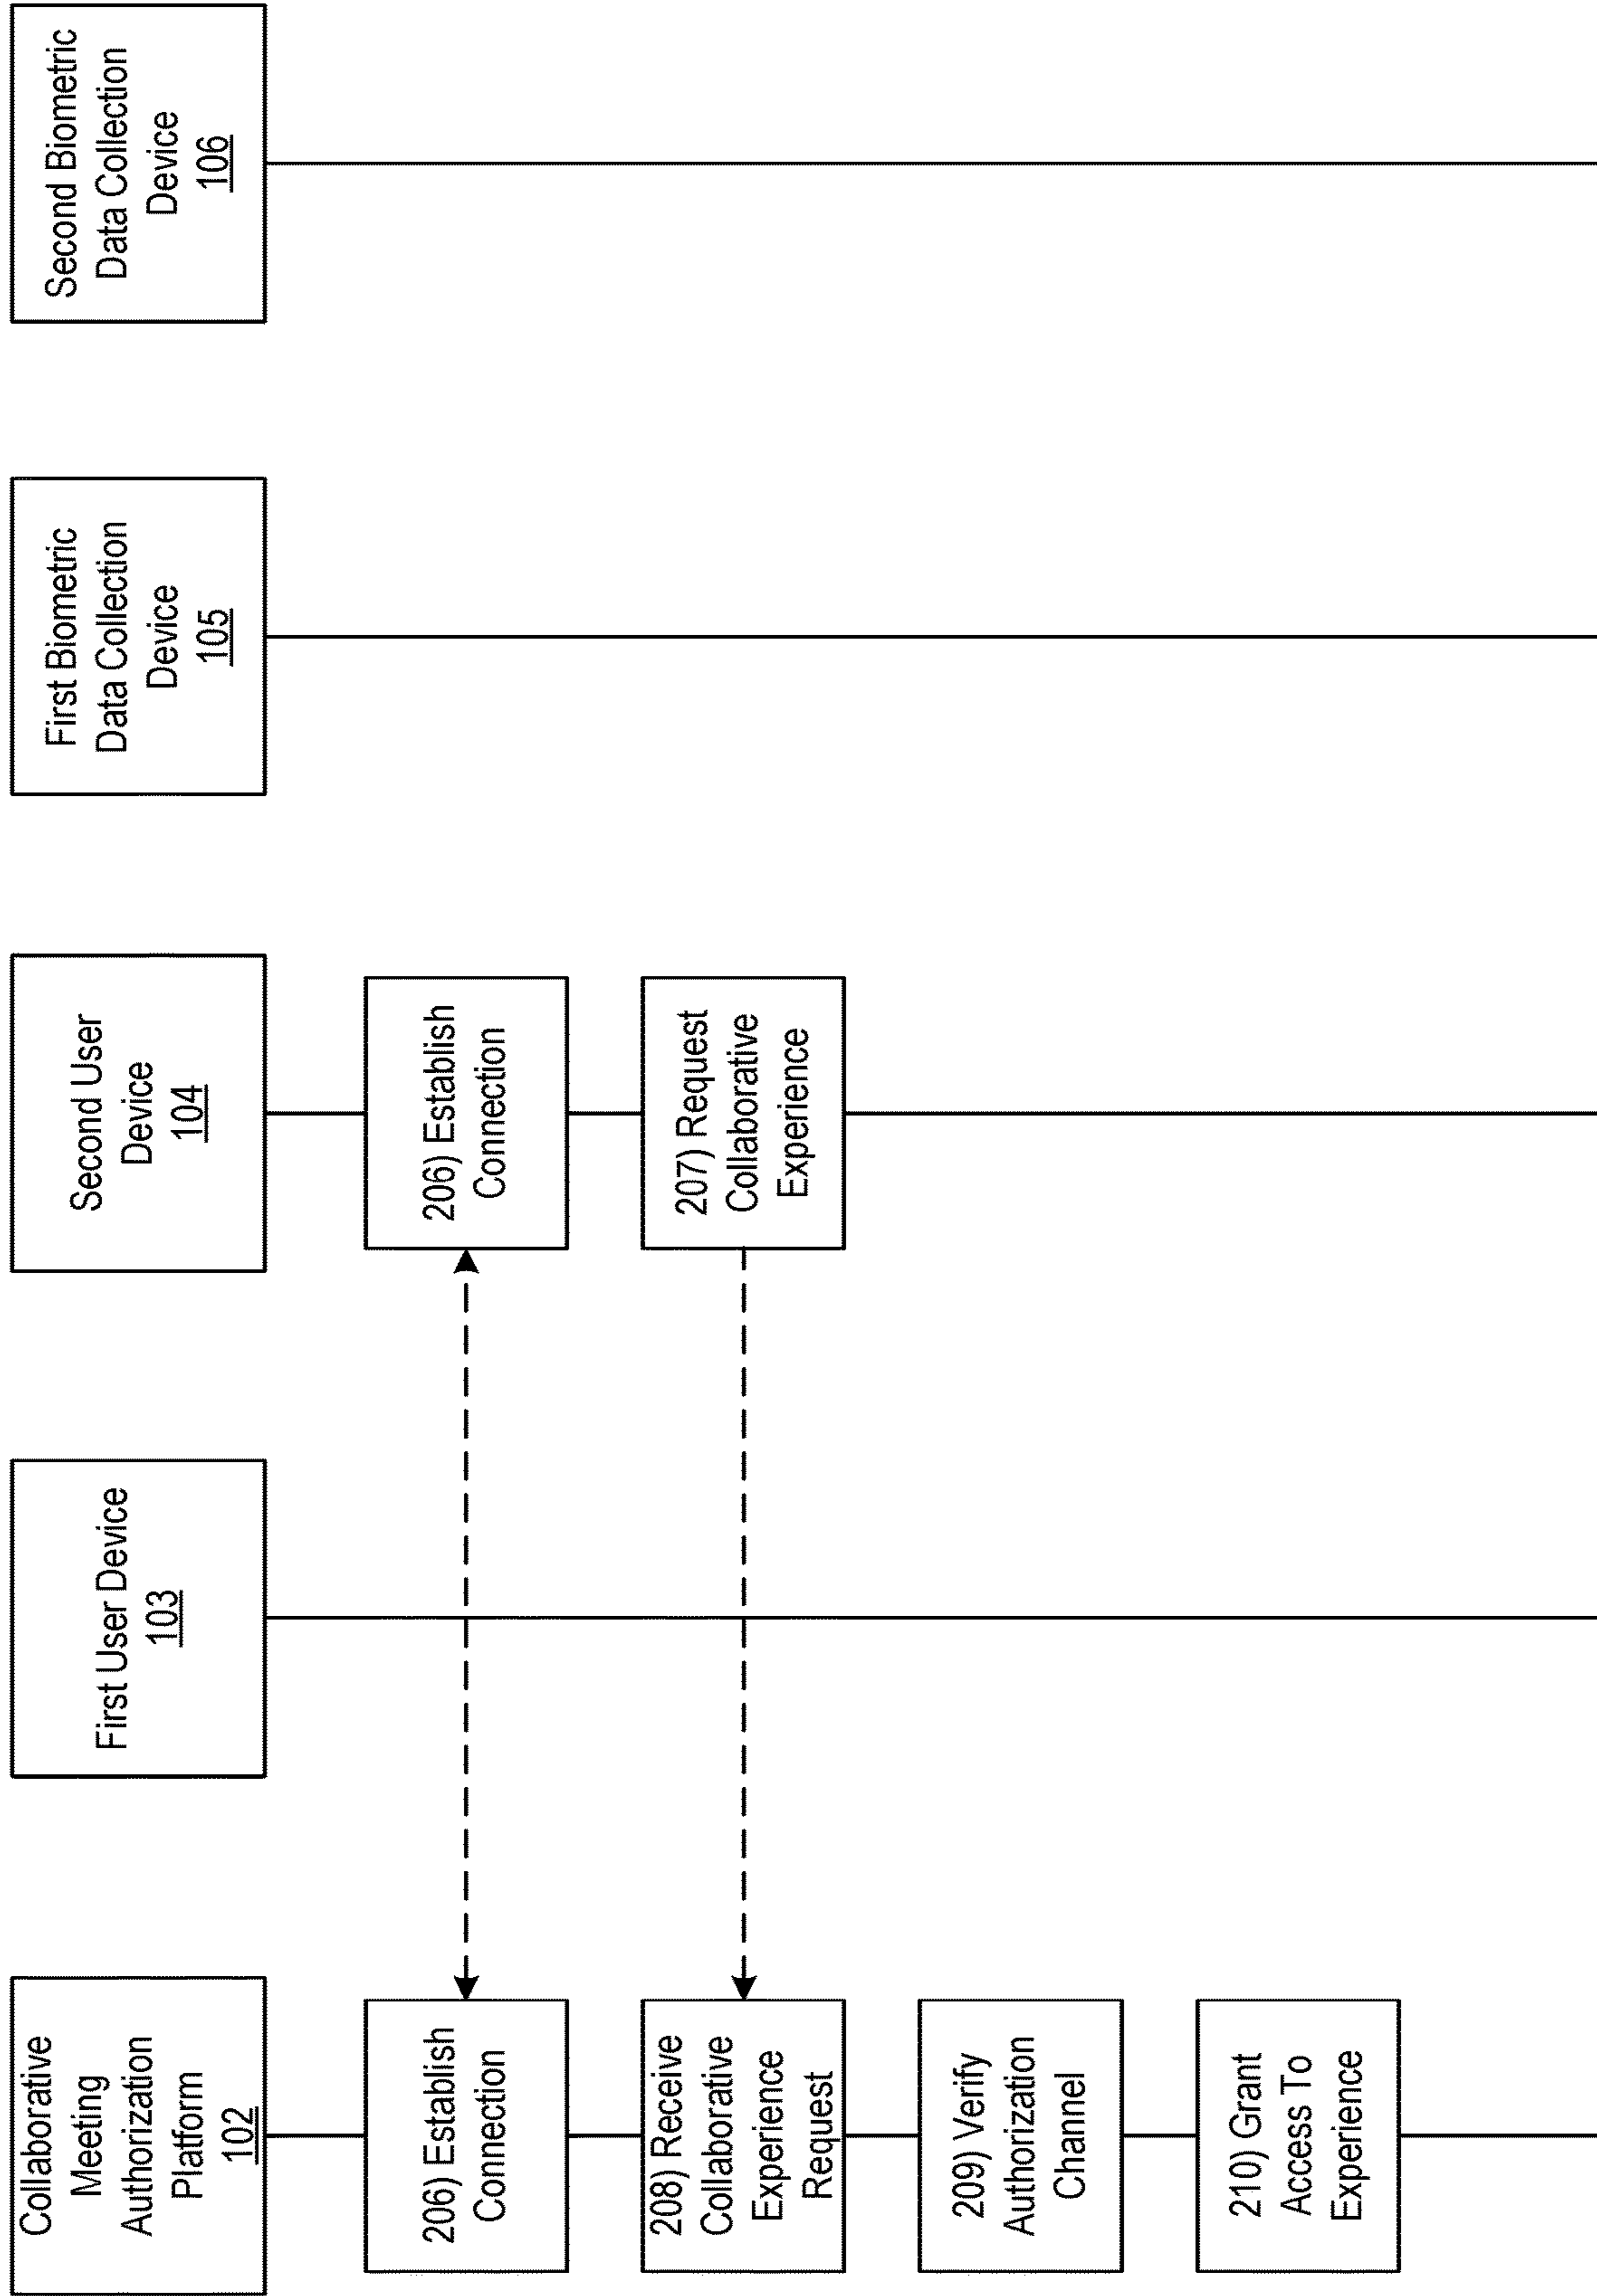 Collaborative
Meeting
Authorization
Platform
102
First User Device
103
Second User
Device
104
First Biometric
Data Collection
Device
105
Second Biometric
Data Collection
Device
106
206) Establish
Connection
206) Establish
Connection
208) Receive
Collaborative
Experience
Request
207) Request
Collaborative
Experience
209) Verify
Authorization
Channel
210) Grant
Access To
Experience